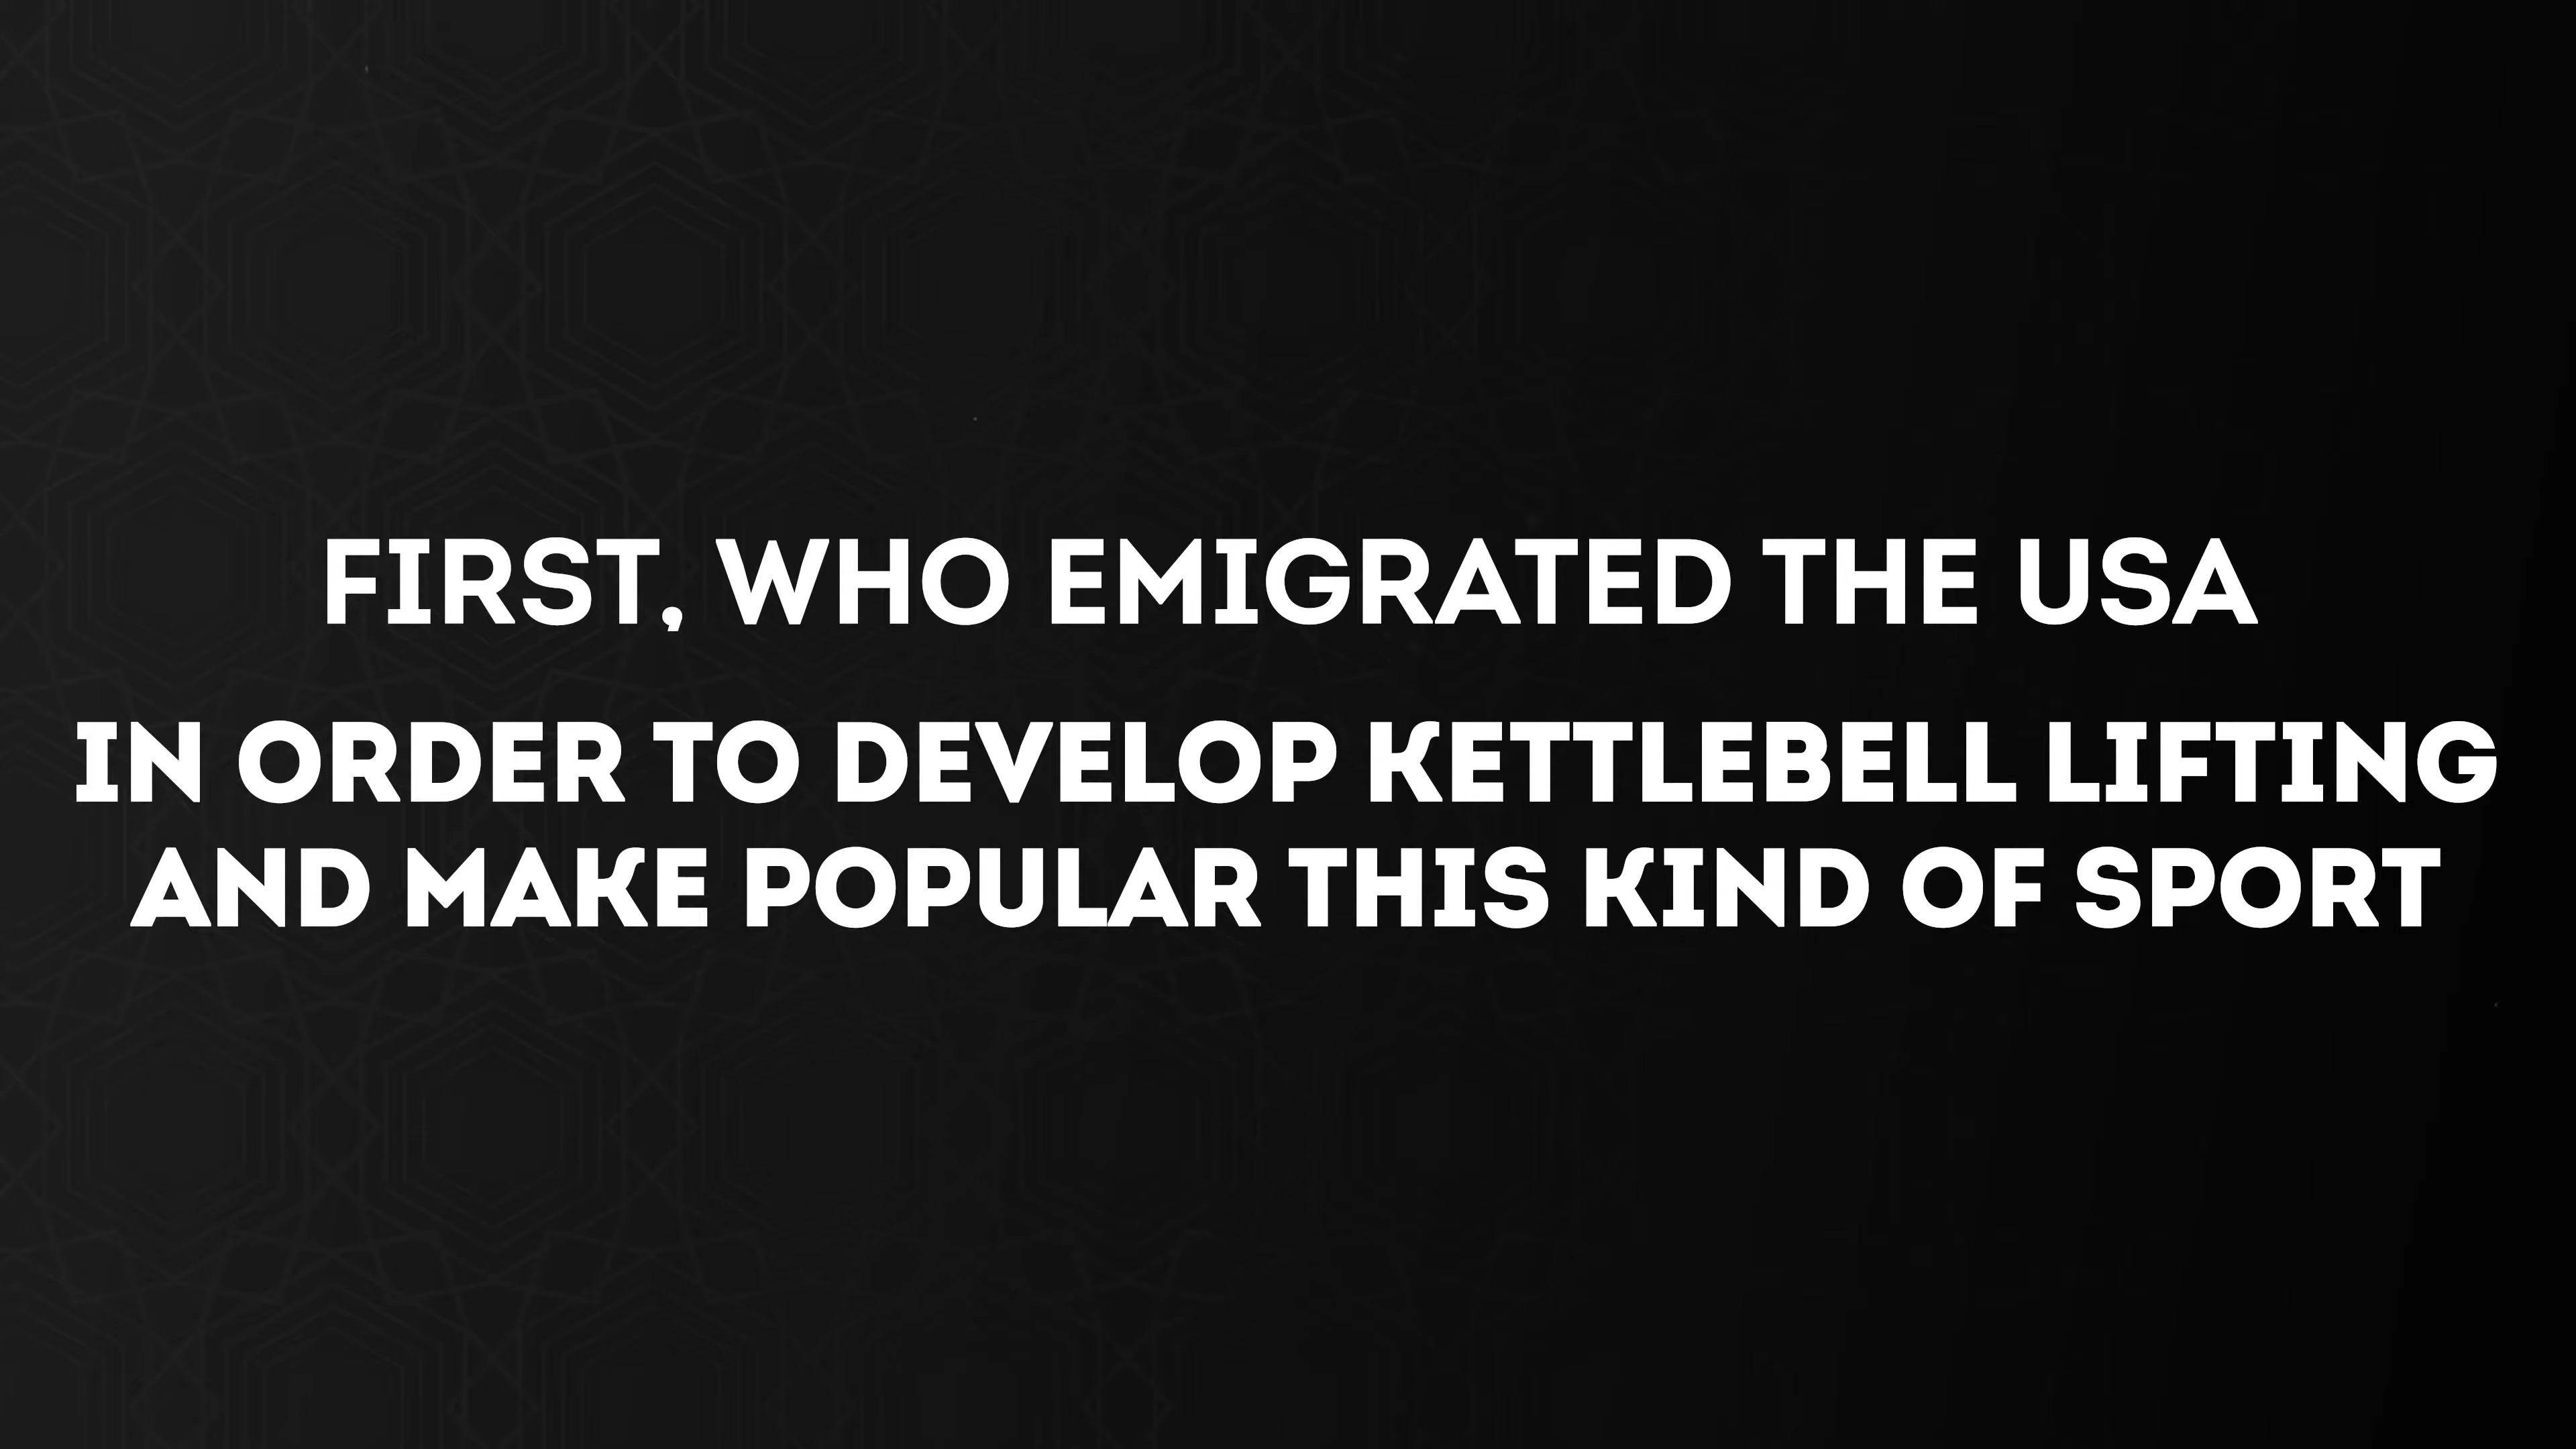 FIRST, WHO EMIGRATED THE USA
IN ORDER TO DEVELOP KETTLEBELL LIFTING
AND MAKE POPULAR THIS KIND OF SPORT